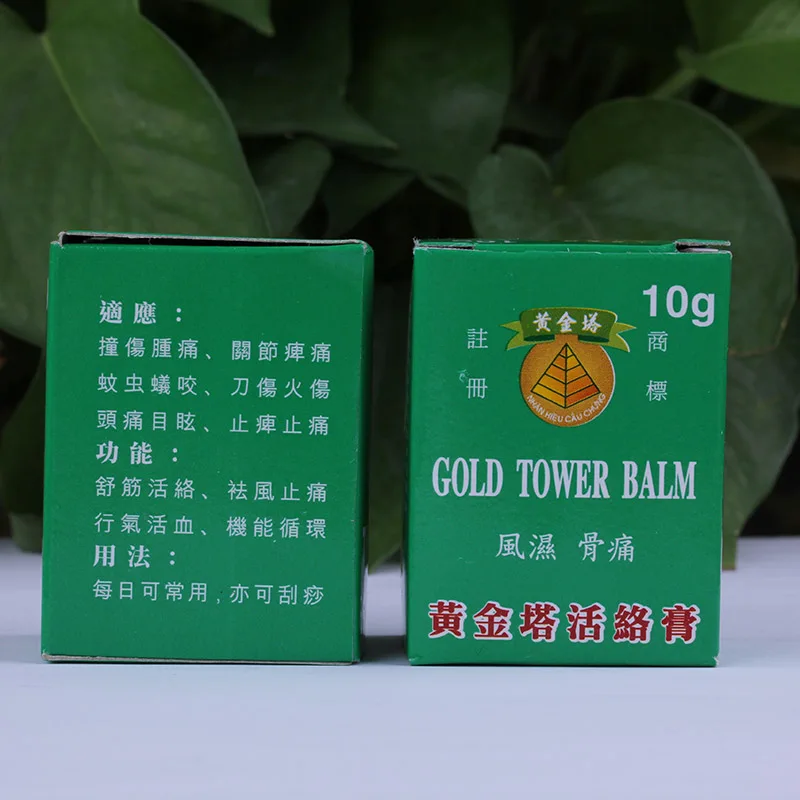 適應：
撞傷腫痛、關節痺痛
蚊虫蟻咬、刀傷火傷
頭痛目眩、止痺止痛
功能：
舒筋活絡、袪風止痛
行氣活血、機能循環
用法：
每日可常用，亦可刮痧
10g
黃金塔
註冊
商標
NHÃN HIỆU CẦU CHỨNG
GOLD TOWER BALM
風濕 骨痛
黃金塔活絡膏